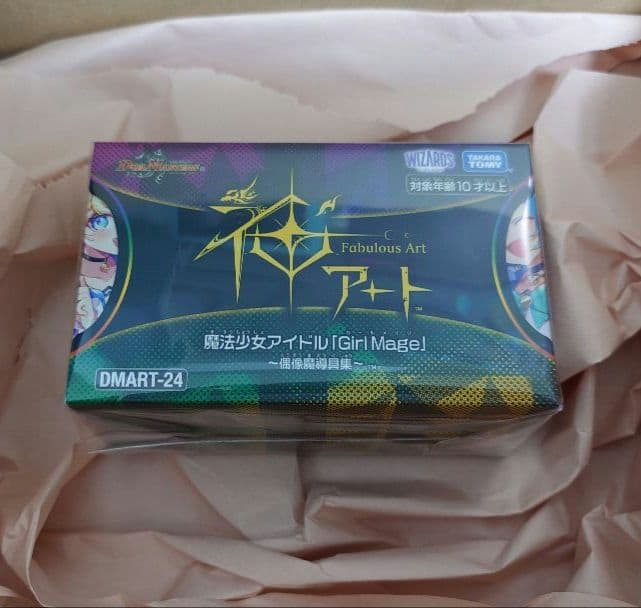 DUEL MASTERS
WIZARDS
TAKARA TOMY
対象年齢10才以上
神アート
Fabulous Art
魔法少女アイドル「Girl Mage」
～偶像魔導具集～™
DMART-24